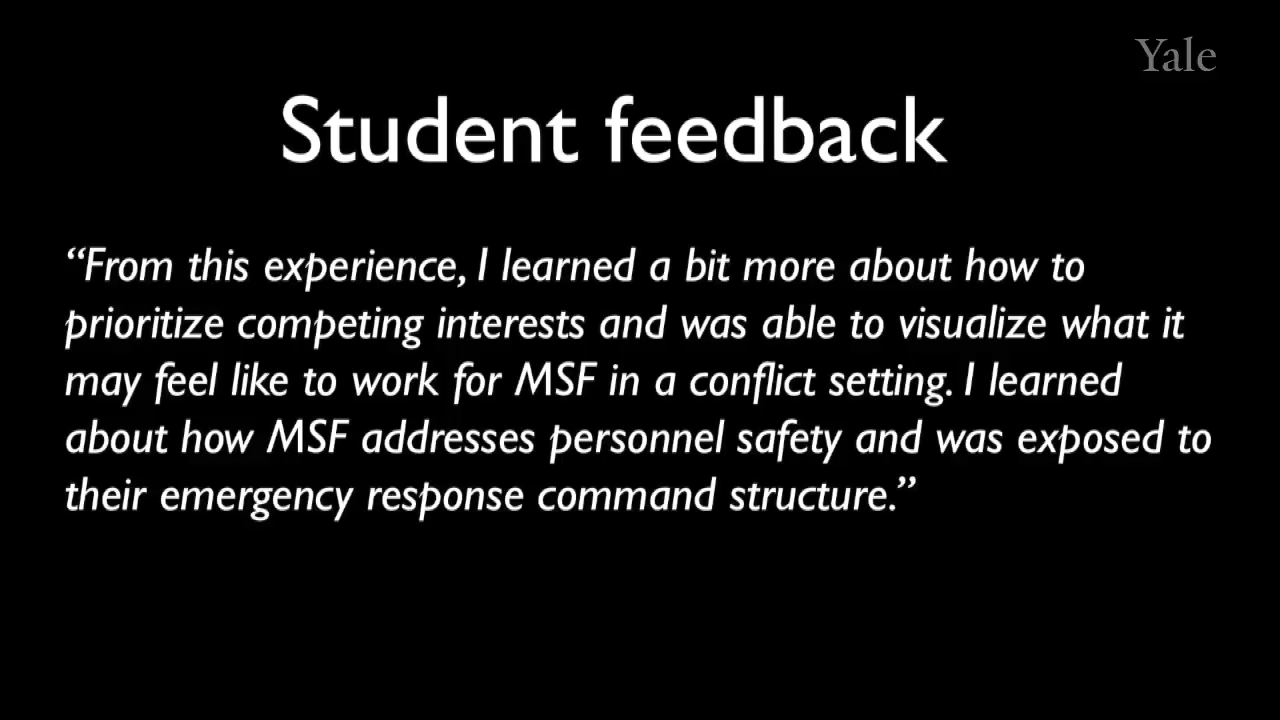 Yale
Student feedback
“From this experience, I learned a bit more about how to
prioritize competing interests and was able to visualize what it
may feel like to work for MSF in a conflict setting. I learned
about how MSF addresses personnel safety and was exposed to
their emergency response command structure.”